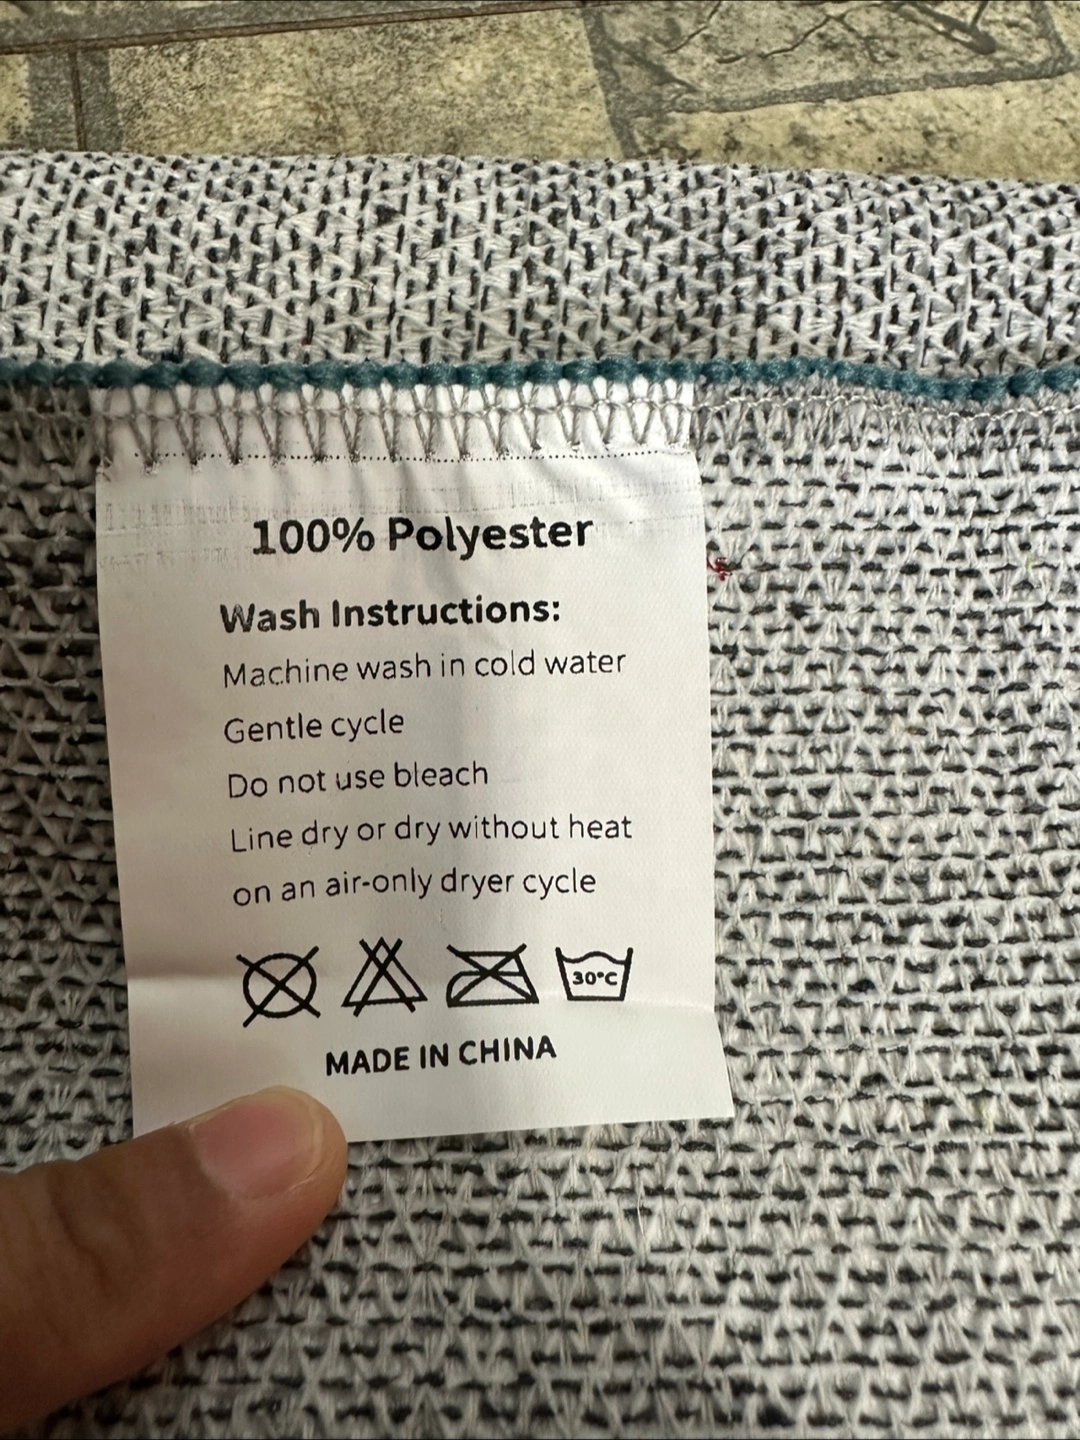 100% Polyester
Wash Instructions:
Machine wash in cold water
Gentle cycle
Do not use bleach
Line dry or dry without heat
on an air-only dryer cycle
30°C
MADE IN CHINA